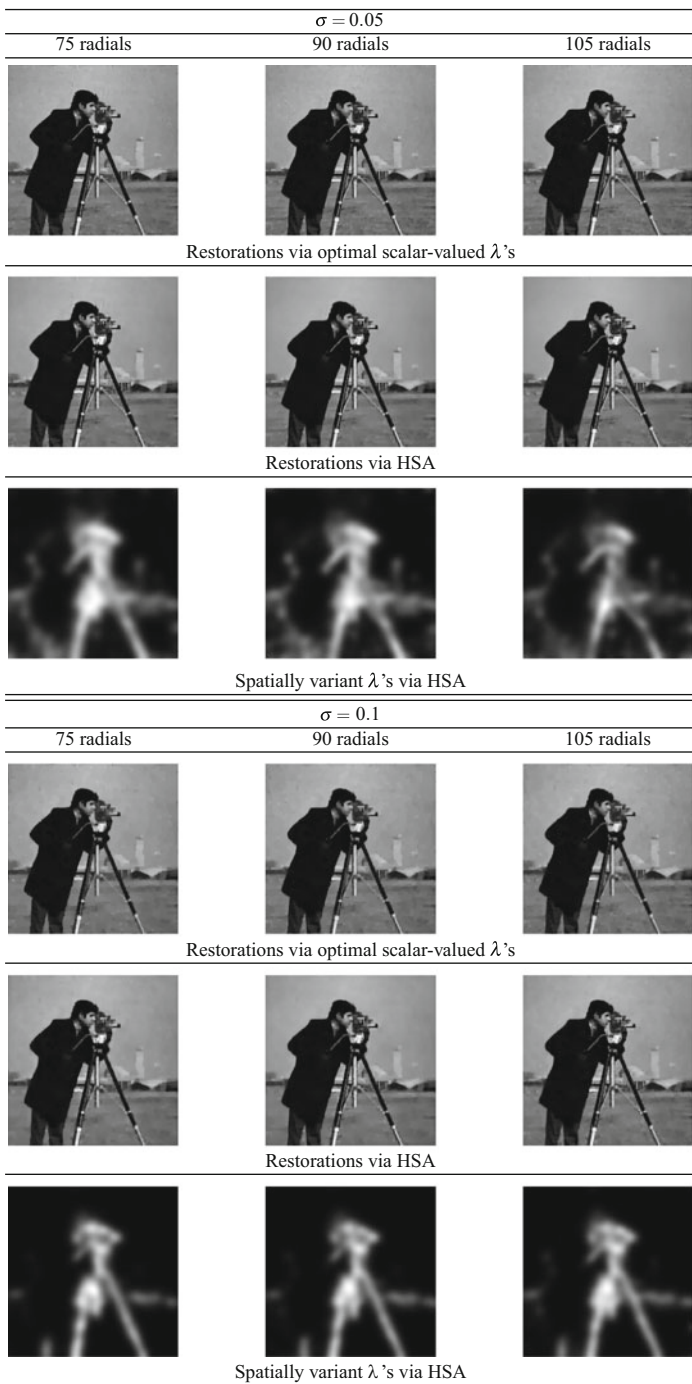 σ = 0.05
75 radials 90 radials 105 radials
Restorations via optimal scalar-valued λ's
Restorations via HSA
Spatially variant λ's via HSA
σ = 0.1
75 radials 90 radials 105 radials
Restorations via optimal scalar-valued λ's
Restorations via HSA
Spatially variant λ's via HSA